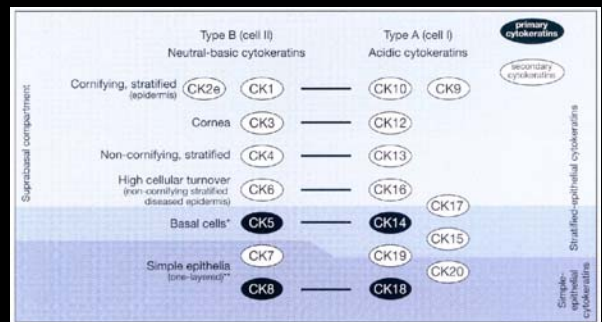 Type B (cell II)
Neutral-basic cytokeratins
Type A (cell I)
Acidic cytokeratins
primary
cytokeratins
secondary
cytokeratins
Suprabasal compartment
Cornifying, stratified
(epidermis)
CK2e CK1 CK10 CK9
Cornea
CK3 CK12
Non-cornifying, stratified
CK4 CK13
High cellular turnover
(non-cornifying stratified
diseased epidermis)
CK6 CK16
CK17
Basal cells*
CK5 CK14
CK15
Simple epithelia
(one-layered)**
CK7 CK19
CK20
CK8 CK18
Stratified-epithelial cytokeratins
Simple-
epithelial
cytokeratins